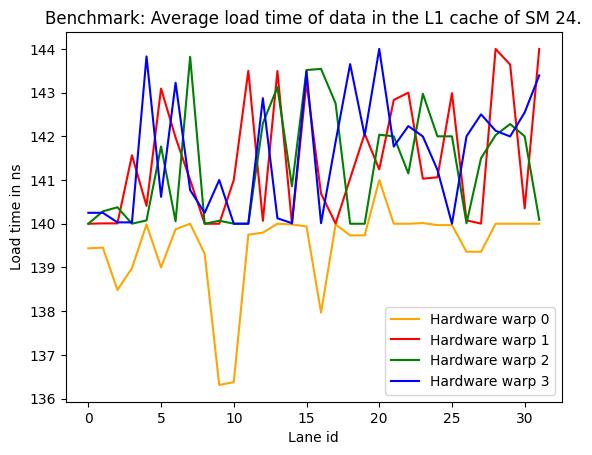 Benchmark: Average load time of data in the L1 cache of SM 24.
144
143
142
141
140
139
138
137
136
Load time in ns
0 5 10 15 20 25 30
Lane id
Hardware warp 0
Hardware warp 1
Hardware warp 2
Hardware warp 3